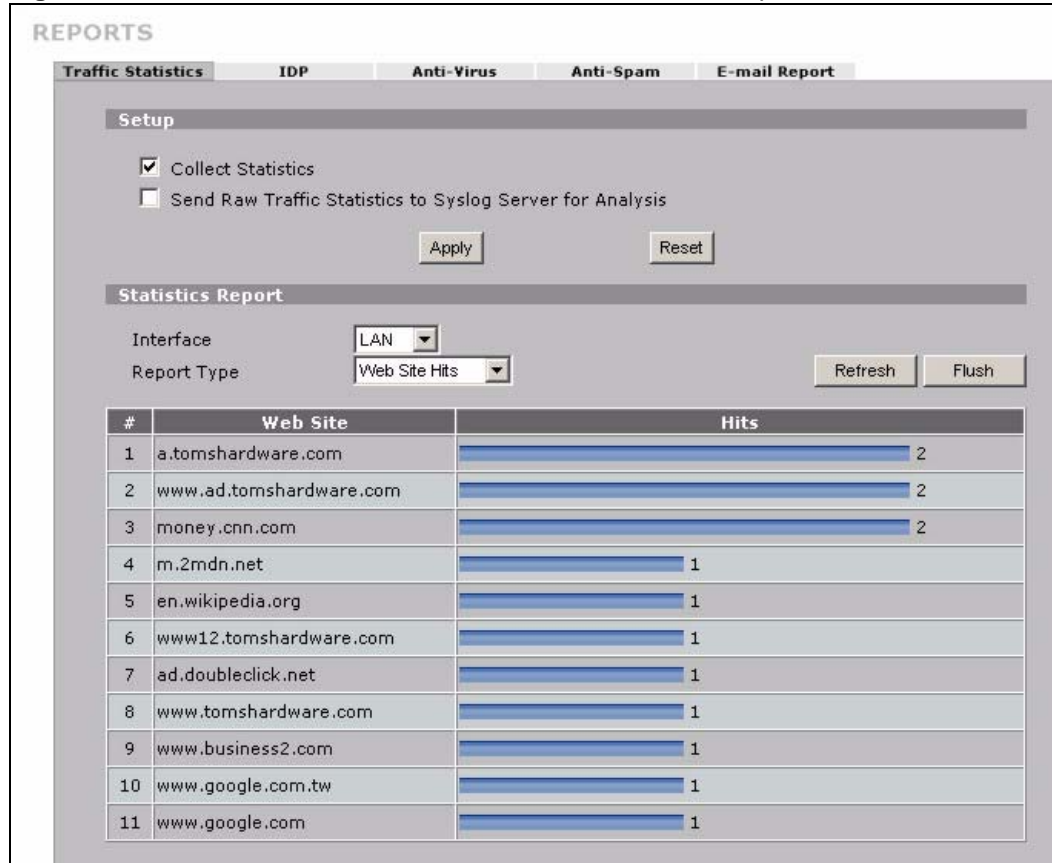 REPORTS
Traffic Statistics IDP Anti-Virus Anti-Spam E-mail Report
Setup
Collect Statistics
Send Raw Traffic Statistics to Syslog Server for Analysis
Apply Reset
Statistics Report
Interface LAN
Report Type Web Site Hits Refresh Flush
# Web Site Hits
1 a.tomshardware.com 2
2 www.ad.tomshardware.com 2
3 money.cnn.com 2
4 m.2mdn.net 1
5 en.wikipedia.org 1
6 www12.tomshardware.com 1
7 ad.doubleclick.net 1
8 www.tomshardware.com 1
9 www.business2.com 1
10 www.google.com.tw 1
11 www.google.com 1